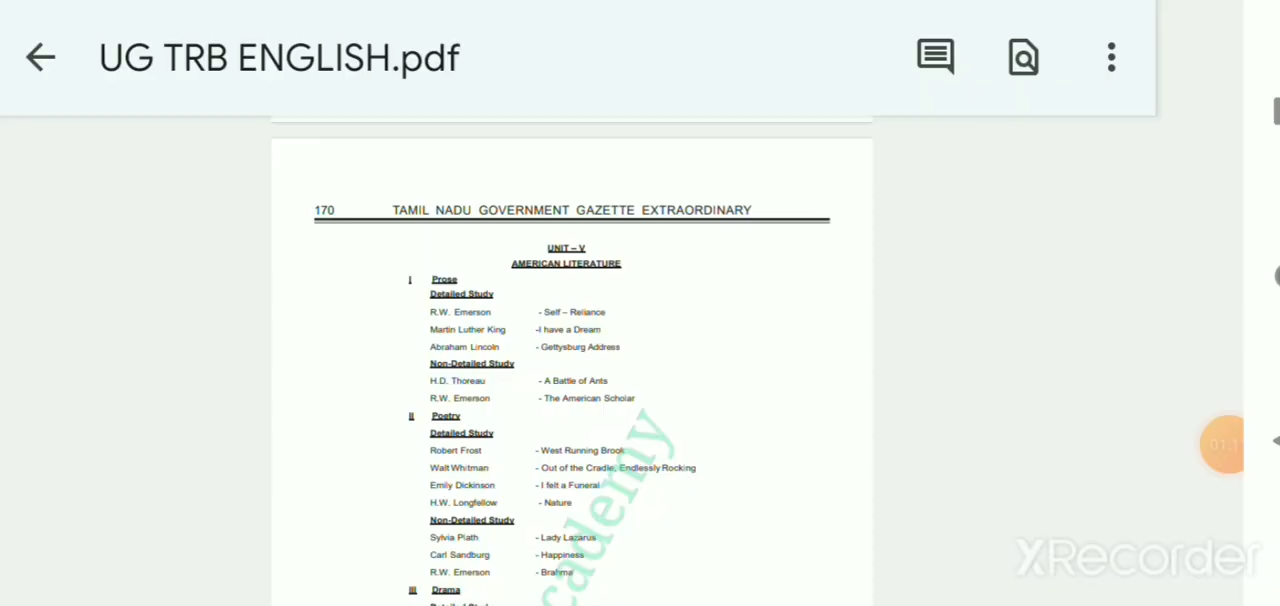 UG TRB ENGLISH.pdf
170 TAMIL NADU GOVERNMENT GAZETTE EXTRAORDINARY
UNIT – V
AMERICAN LITERATURE
I Prose
Detailed Study
R.W. Emerson - Self – Reliance
Martin Luther King -I have a Dream
Abraham Lincoln - Gettysburg Address
Non-Detailed Study
H.D. Thoreau - A Battle of Ants
R.W. Emerson - The American Scholar
II Poetry
Detailed Study
Robert Frost - West Running Brook
Walt Whitman - Out of the Cradle, Endlessly Rocking
Emily Dickinson - I felt a Funeral
H.W. Longfellow - Nature
Non-Detailed Study
Sylvia Plath - Lady Lazarus
Carl Sandburg - Happiness
R.W. Emerson - Brahma
III Drama
cademy
XRecorder